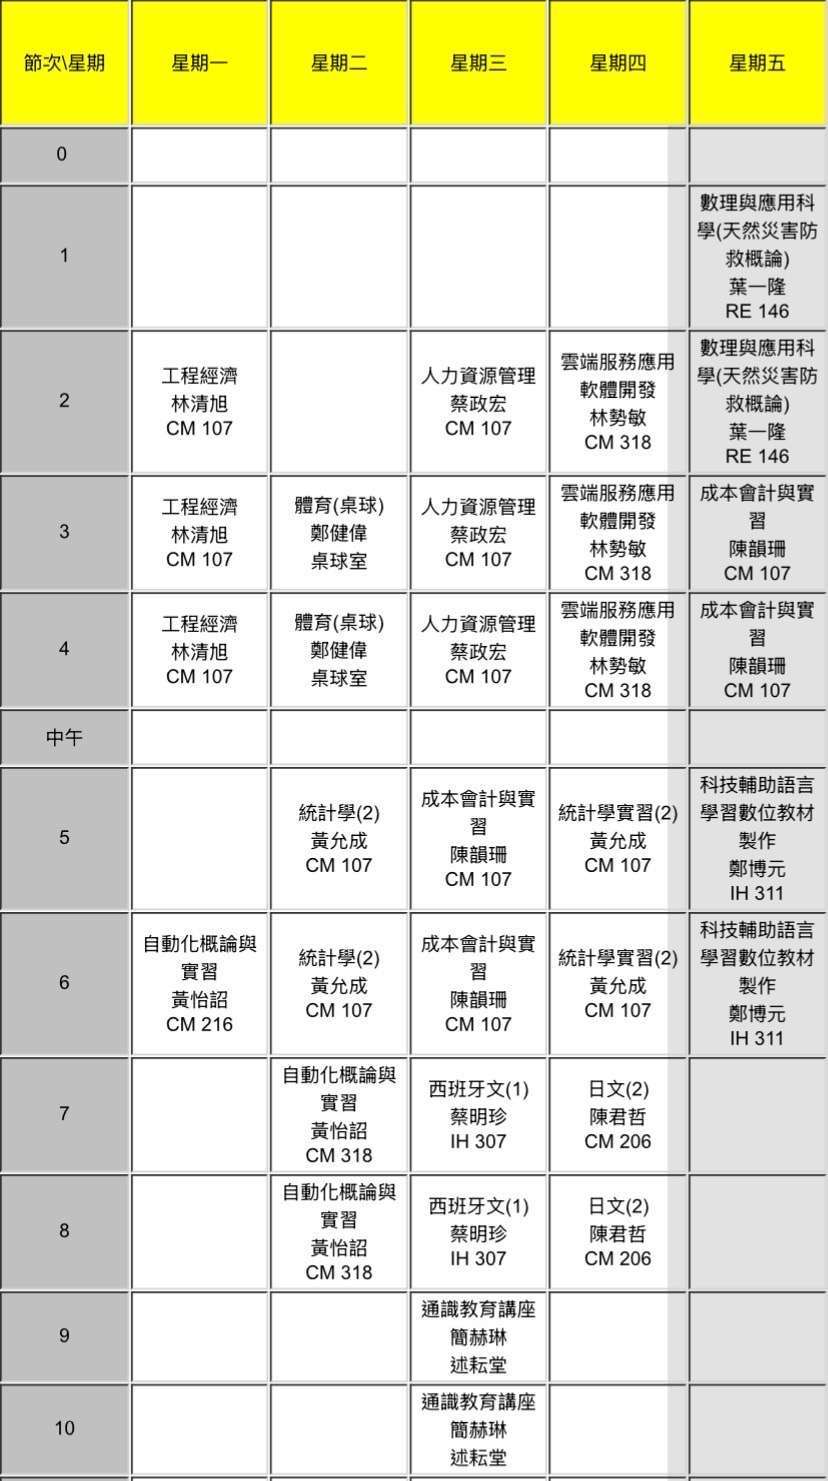 節次\星期 星期一 星期二 星期三 星期四 星期五
0
1
數理與應用科
學(天然災害防
救概論)
葉一隆
RE 146
2
工程經濟
林清旭
CM 107
人力資源管理
蔡政宏
CM 107
雲端服務應用
軟體開發
林勢敏
CM 318
數理與應用科
學(天然災害防
救概論)
葉一隆
RE 146
3
工程經濟
林清旭
CM 107
體育(桌球)
鄭健偉
桌球室
人力資源管理
蔡政宏
CM 107
雲端服務應用
軟體開發
林勢敏
CM 318
成本會計與實
習
陳韻珊
CM 107
4
工程經濟
林清旭
CM 107
體育(桌球)
鄭健偉
桌球室
人力資源管理
蔡政宏
CM 107
雲端服務應用
軟體開發
林勢敏
CM 318
成本會計與實
習
陳韻珊
CM 107
中午
5
統計學(2)
黃允成
CM 107
成本會計與實
習
陳韻珊
CM 107
統計學實習(2)
黃允成
CM 107
科技輔助語言
學習數位教材
製作
鄭博元
IH 311
6
自動化概論與
實習
黃怡詔
CM 216
統計學(2)
黃允成
CM 107
成本會計與實
習
陳韻珊
CM 107
統計學實習(2)
黃允成
CM 107
科技輔助語言
學習數位教材
製作
鄭博元
IH 311
7
自動化概論與
實習
黃怡詔
CM 318
西班牙文(1)
蔡明珍
IH 307
日文(2)
陳君哲
CM 206
8
自動化概論與
實習
黃怡詔
CM 318
西班牙文(1)
蔡明珍
IH 307
日文(2)
陳君哲
CM 206
9
通識教育講座
簡赫琳
述耘堂
10
通識教育講座
簡赫琳
述耘堂